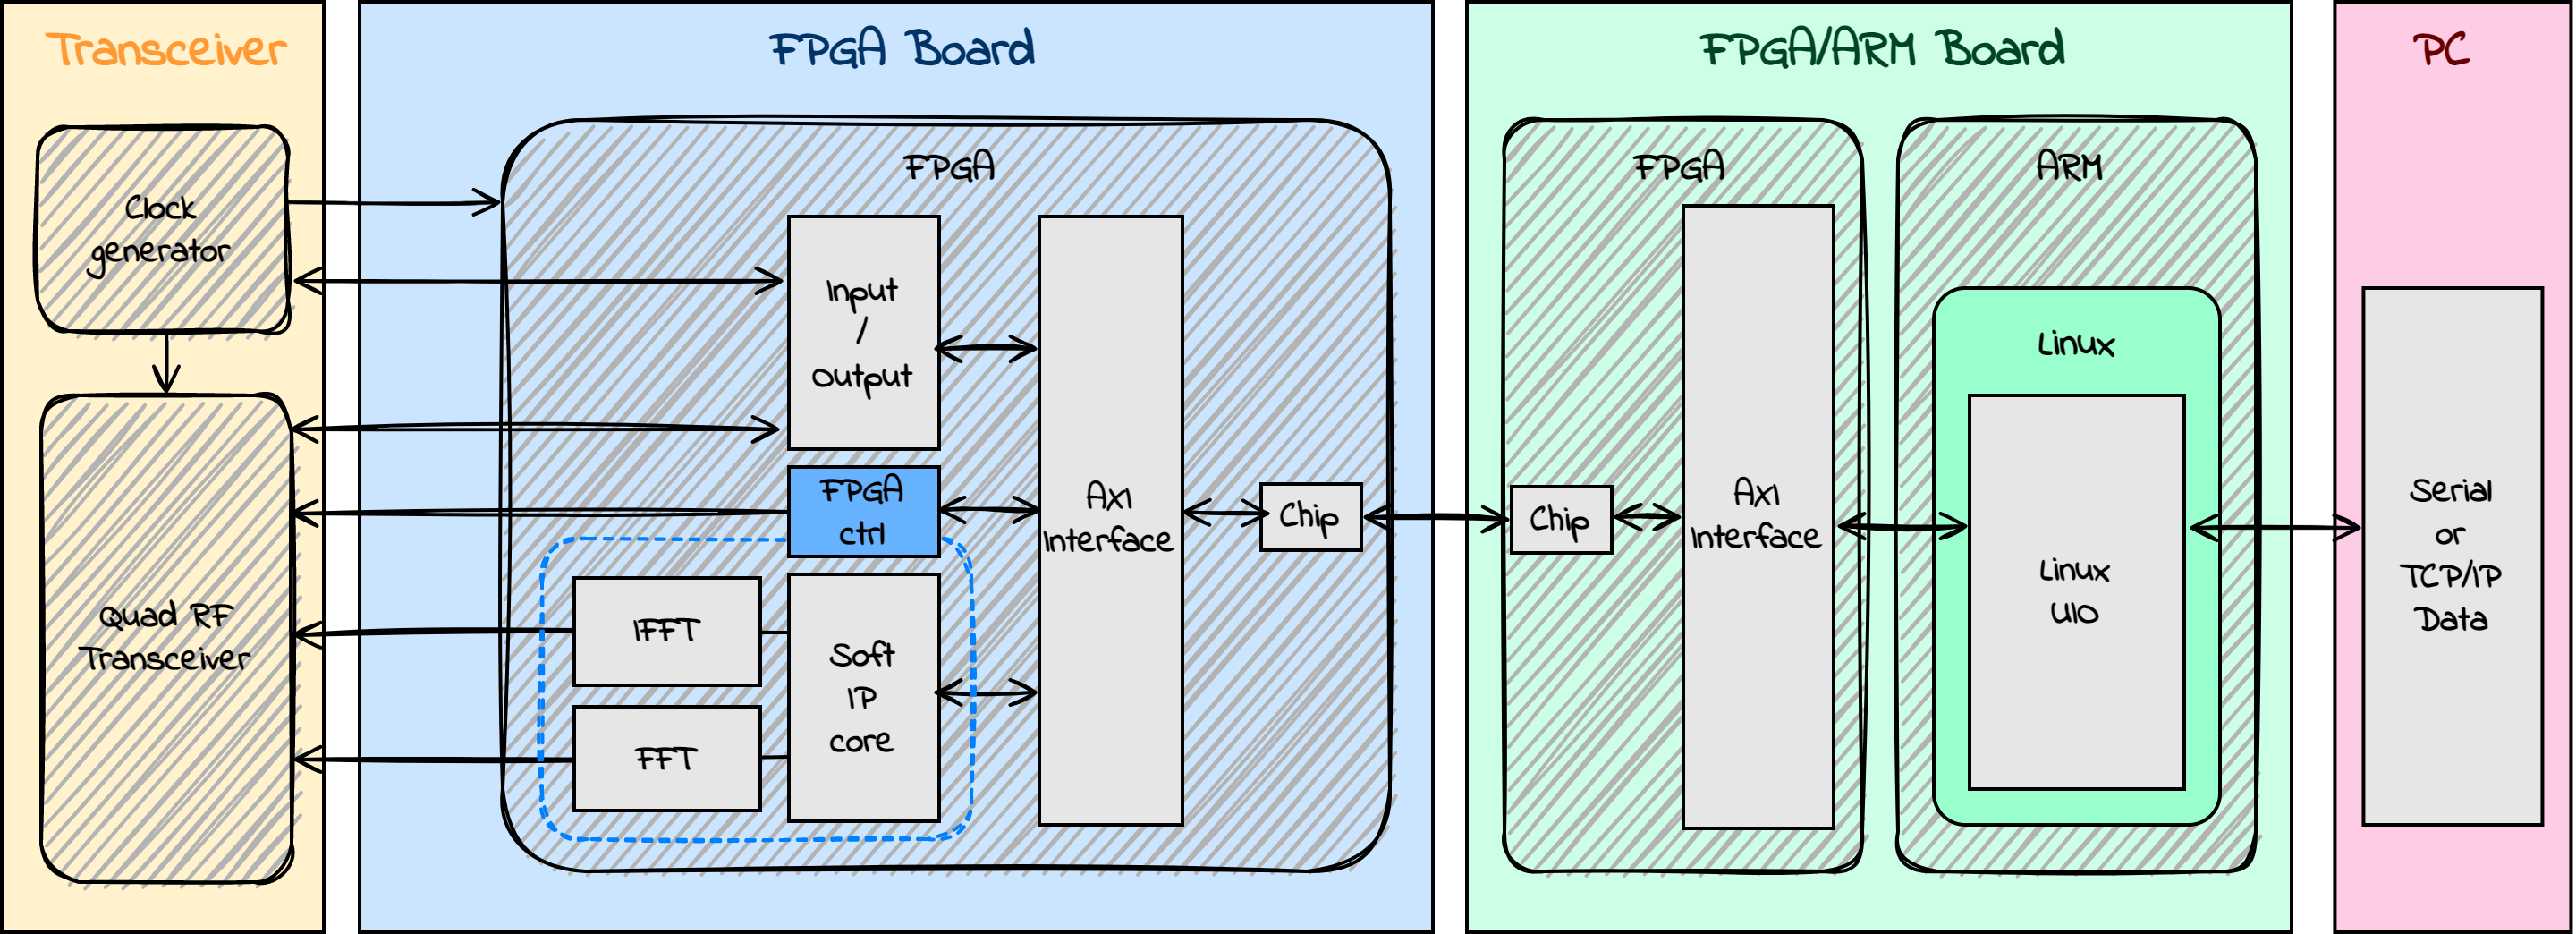 Transceiver
Clock
generator
Quad RF
Transceiver
FPGA Board
FPGA
Input
/
Output
FPGA
ctrl
IFFT
FFT
Soft
IP
core
AXI
Interface
Chip
FPGA/ARM Board
FPGA
Chip
AXI
Interface
ARM
Linux
Linux
UIO
PC
Serial
or
TCP/IP
Data